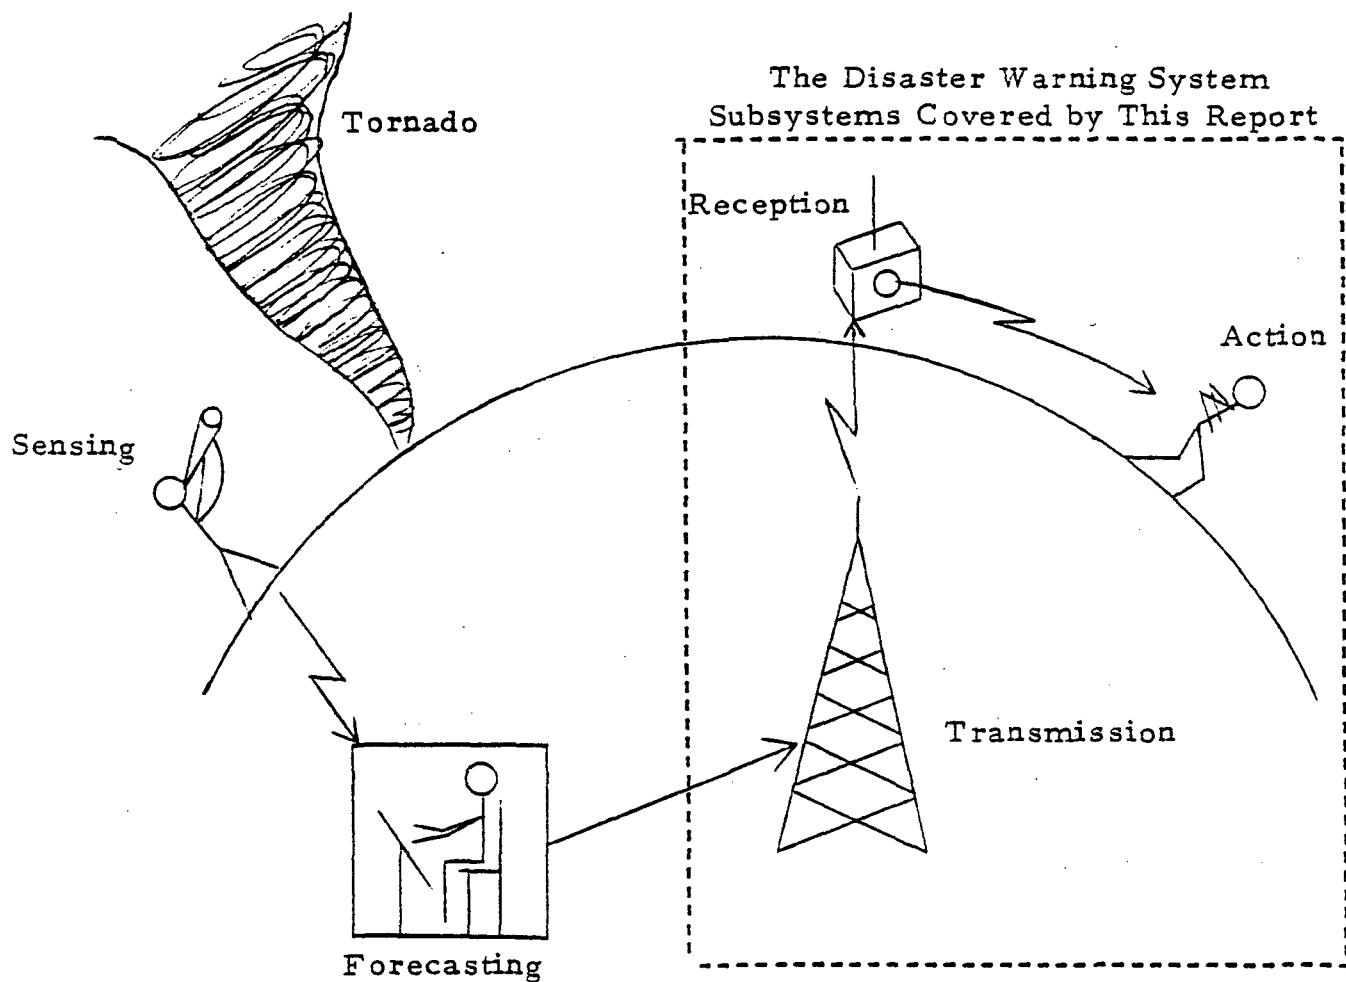 The Disaster Warning System
Subsystems Covered by This Report
Tornado
Reception
Action
Sensing
Transmission
Forecasting